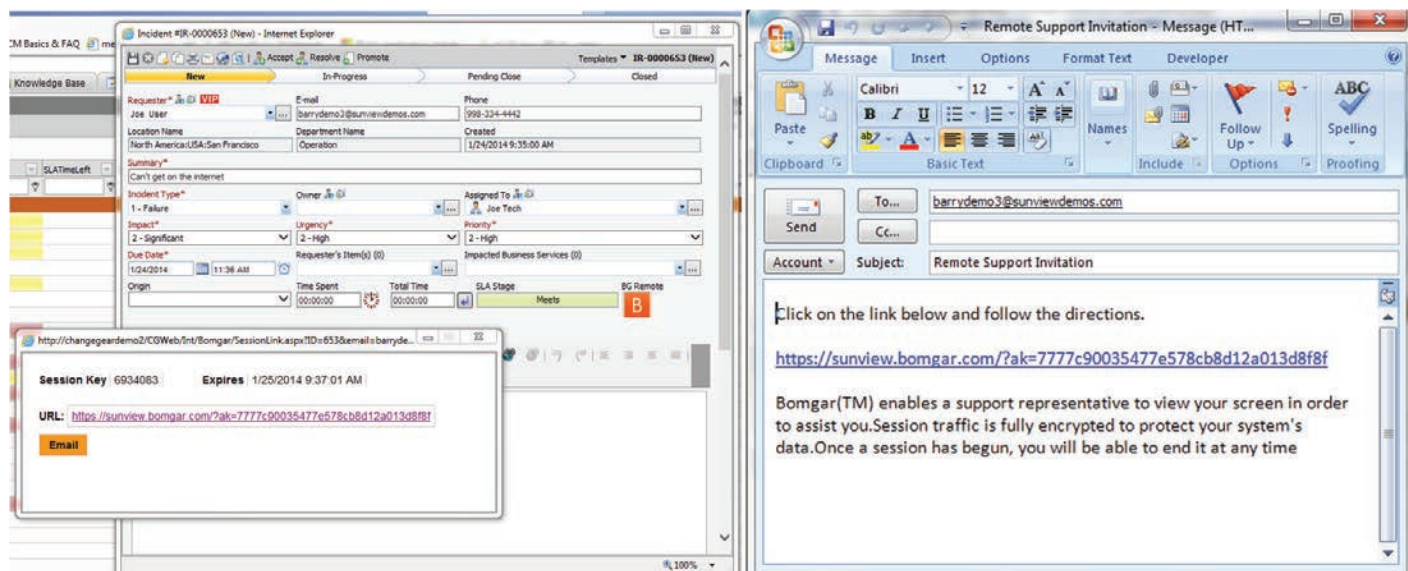 CM Basics & FAQ
Knowledge Base
SLATimeLeft
Incident #IR-0000653 (New) - Internet Explorer
Accept Resolve Promote
Templates IR-0000653 (New)
New In-Progress Pending Close Closed
Requester* VIP E-mail Phone
Joe User barrydemo3@sunviewdemos.com 998-334-4442
Location Name Department Name Created
North America:USA:San Francisco Operation 1/24/2014 9:35:00 AM
Summary*
Can't get on the internet
Incident Type* Owner Assigned To
1 - Failure Joe Tech
Impact* Urgency* Priority*
2 - Significant 2 - High 2 - High
Due Date* Requester's Item(s) (0) Impacted Business Services (0)
1/24/2014 11:36 AM
Origin Time Spent Total Time SLA Stage BG Remote
00:00:00 00:00:00 Meets B
http://changegeardemo2/CGWeb/Int/Bomgar/SessionLink.aspx?ID=653&email=barryde...
Session Key 6934083 Expires 1/25/2014 9:37:01 AM
URL: https://sunview.bomgar.com/?ak=7777c90035477e578cb8d12a013d8f8f
Email
100%
Remote Support Invitation - Message (HT...
Message Insert Options Format Text Developer
Calibri 12 A A
B I U
Paste
Names
Follow Up
ABC
Spelling
Clipboard Basic Text Include Options Proofing
To... barrydemo3@sunviewdemos.com
Send
Cc...
Account Subject: Remote Support Invitation
Click on the link below and follow the directions.
https://sunview.bomgar.com/?ak=7777c90035477e578cb8d12a013d8f8f
Bomgar(TM) enables a support representative to view your screen in order
to assist you.Session traffic is fully encrypted to protect your system's
data.Once a session has begun, you will be able to end it at any time